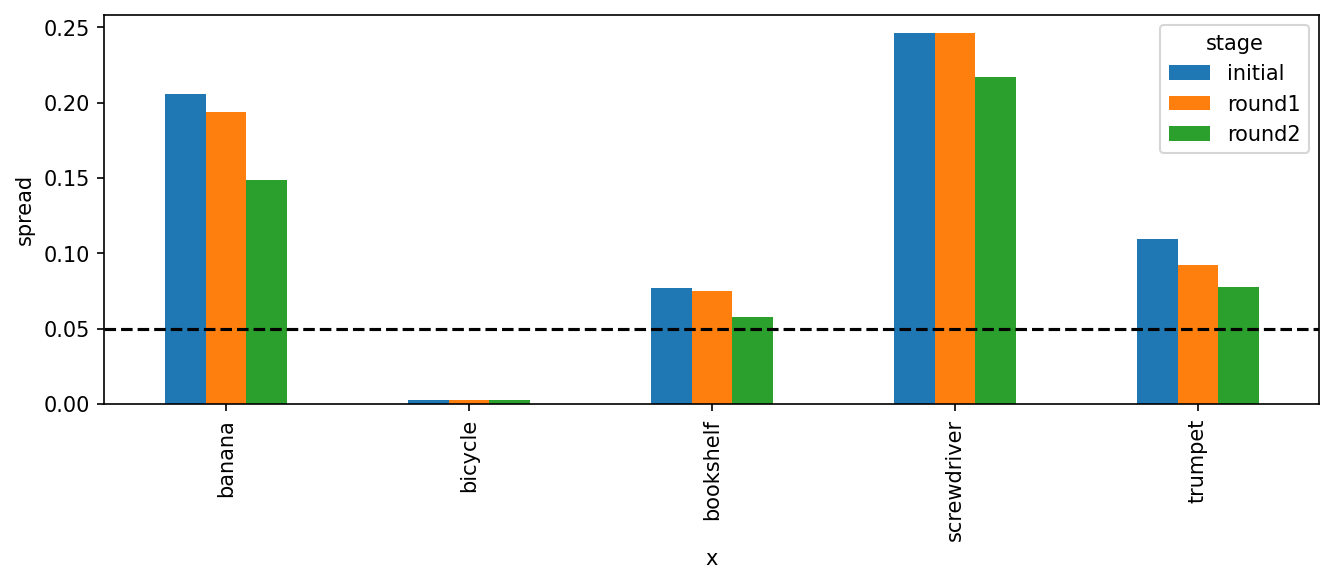 0.25
0.20
0.15
0.10
0.05
0.00
spread
stage
initial
round1
round2
banana
bicycle
bookshelf
screwdriver
trumpet
x